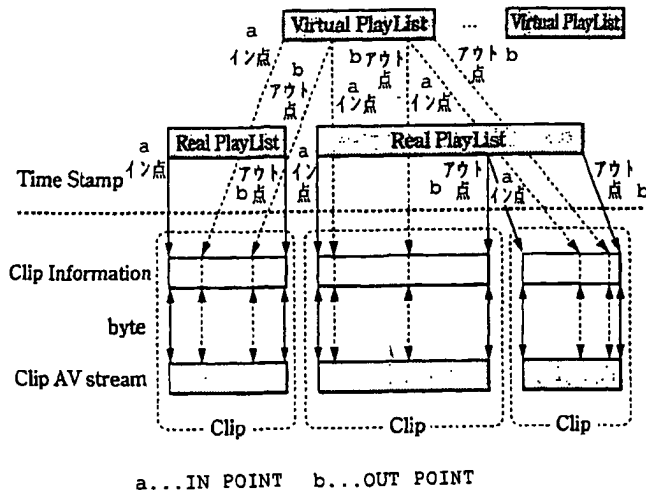 Virtual PlayList ... Virtual PlayList
a
イン点
b
アウト点
b アウト点
a
イン点
a
イン点
アウト点 b
a
イン点
Real PlayList
アウト点
b
a
イン点
Real PlayList
b アウト点
a
イン点
アウト点
b
Time Stamp
Clip Information
byte
Clip AV stream
Clip
Clip
Clip
a...IN POINT b...OUT POINT